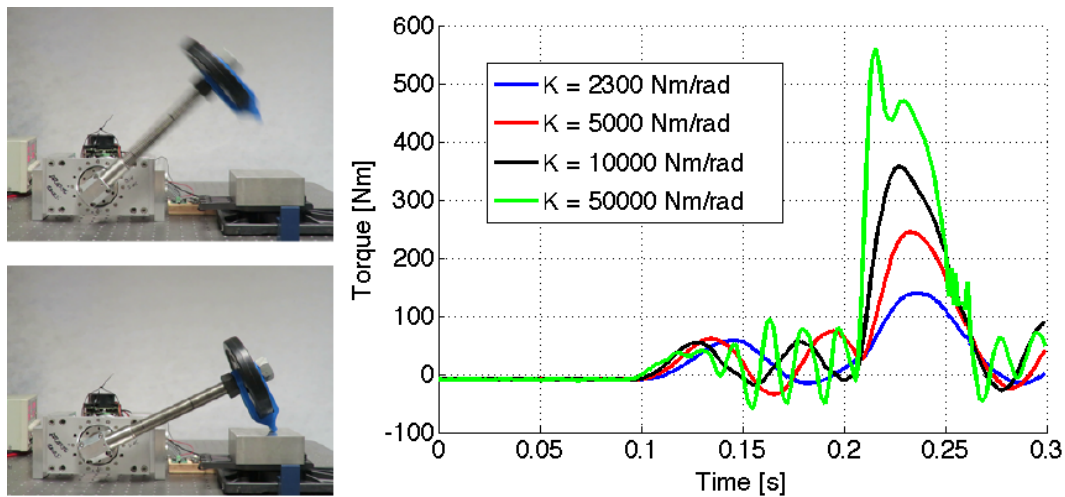 600
500
400
300
200
100
0
-100
Torque [Nm]
K = 2300 Nm/rad
K = 5000 Nm/rad
K = 10000 Nm/rad
K = 50000 Nm/rad
0 0.05 0.1 0.15 0.2 0.25 0.3
Time [s]